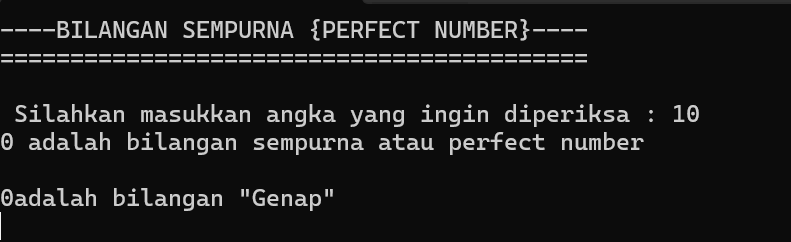 ----BILANGAN SEMPURNA {PERFECT NUMBER}----
==========================================
Silahkan masukkan angka yang ingin diperiksa : 10
0 adalah bilangan sempurna atau perfect number
0adalah bilangan "Genap"